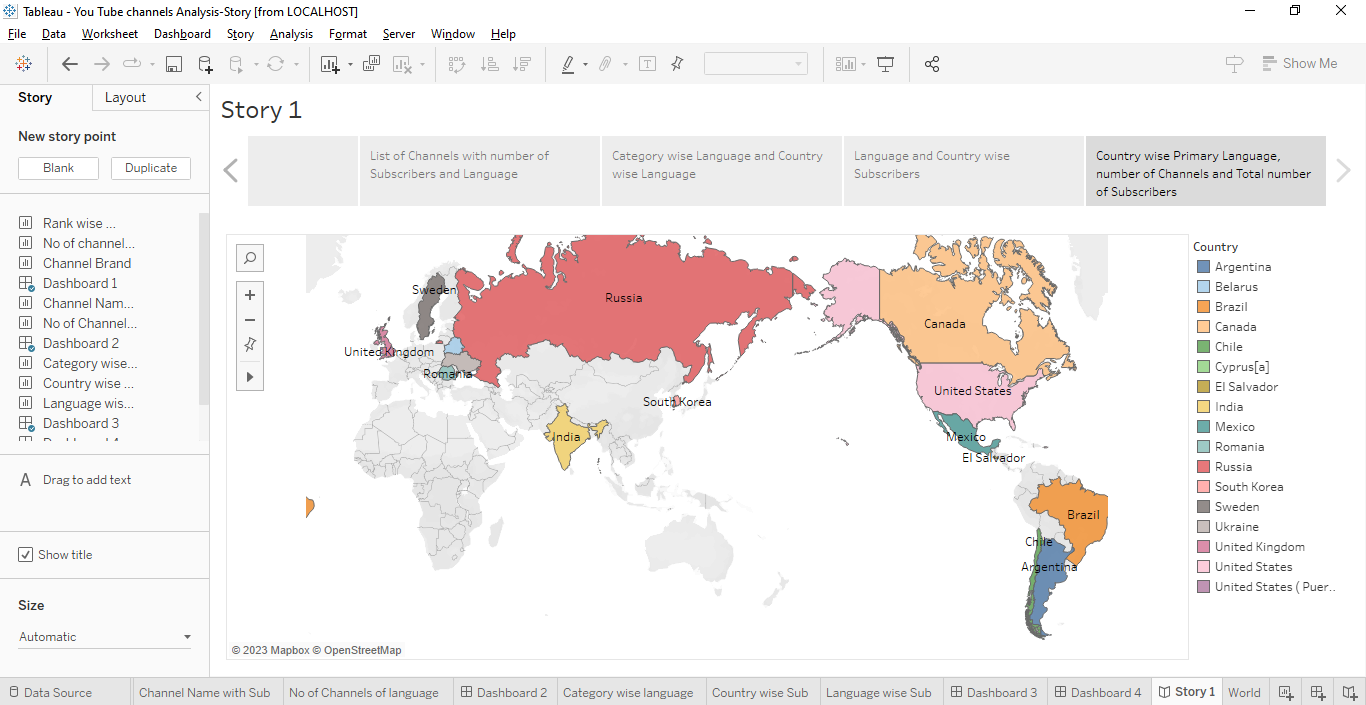 Tableau - You Tube channels Analysis-Story [from LOCALHOST]
File Data Worksheet Dashboard Story Analysis Format Server Window Help
Show Me
Story Layout
New story point
Blank Duplicate
Rank wise ...
No of channel...
Channel Brand
Dashboard 1
Channel Nam...
No of Channel...
Dashboard 2
Category wise...
Country wise ...
Language wis...
Dashboard 3
A Drag to add text
Show title
Size
Automatic
Story 1
List of Channels with number of
Subscribers and Language
Category wise Language and Country
wise Language
Language and Country wise
Subscribers
Country wise Primary Language,
number of Channels and Total number
of Subscribers
Sweden
Russia
Canada
United Kingdom
Romania
United States
South Korea
India
Mexico
El Salvador
Brazil
Chile
Argentina
© 2023 Mapbox © OpenStreetMap
Country
Argentina
Belarus
Brazil
Canada
Chile
Cyprus[a]
El Salvador
India
Mexico
Romania
Russia
South Korea
Sweden
Ukraine
United Kingdom
United States
United States ( Puer..
Data Source Channel Name with Sub No of Channels of language Dashboard 2 Category wise language Country wise Sub Language wise Sub Dashboard 3 Dashboard 4 Story 1 World